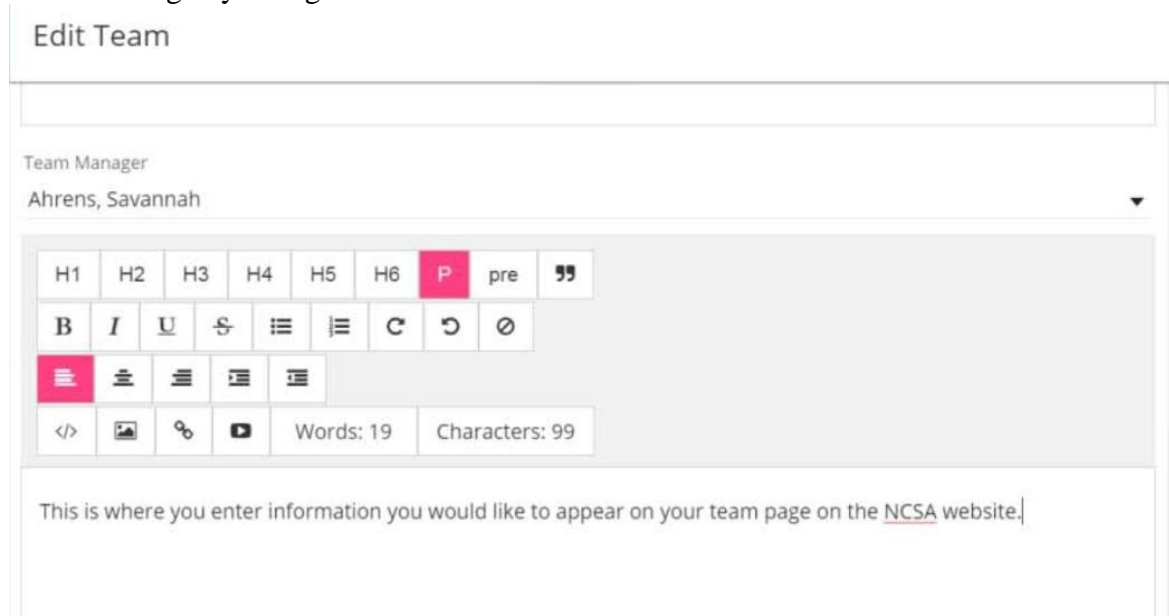 Edit Team
Team Manager
Ahrens, Savannah
H1 H2 H3 H4 H5 H6 P pre ❞
B I U S
</> Words: 19 Characters: 99
This is where you enter information you would like to appear on your team page on the NCSA website.